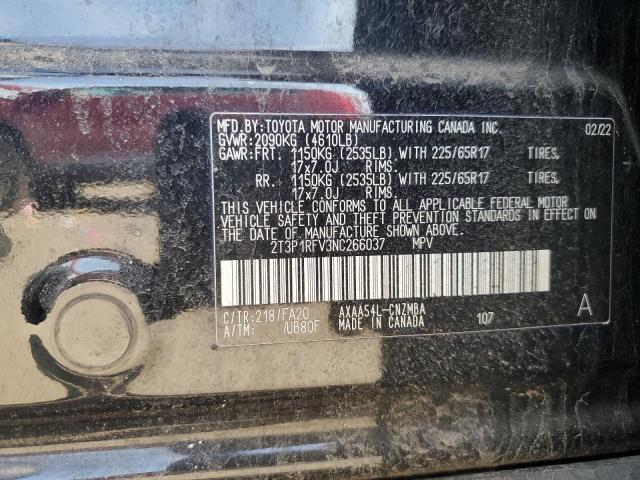 MFD.BY:TOYOTA MOTOR MANUFACTURING CANADA INC. 02/22
GVWR:2090KG (4610LB)
GAWR:FRT. 1150KG (2535LB) WITH 225/65R17 TIRES,
17x7.0J RIMS.
RR. 1150KG (2535LB) WITH 225/65R17 TIRES,
17x7.0J RIMS.
THIS VEHICLE CONFORMS TO ALL APPLICABLE FEDERAL MOTOR
VEHICLE SAFETY AND THEFT PREVENTION STANDARDS IN EFFECT ON
THE DATE OF MANUFACTURE SHOWN ABOVE.
2T3P1RFV3NC266037 MPV
C/TR:218/FA20 AXAA54L-CNZMBA A
A/TM: /UB80F MADE IN CANADA 107